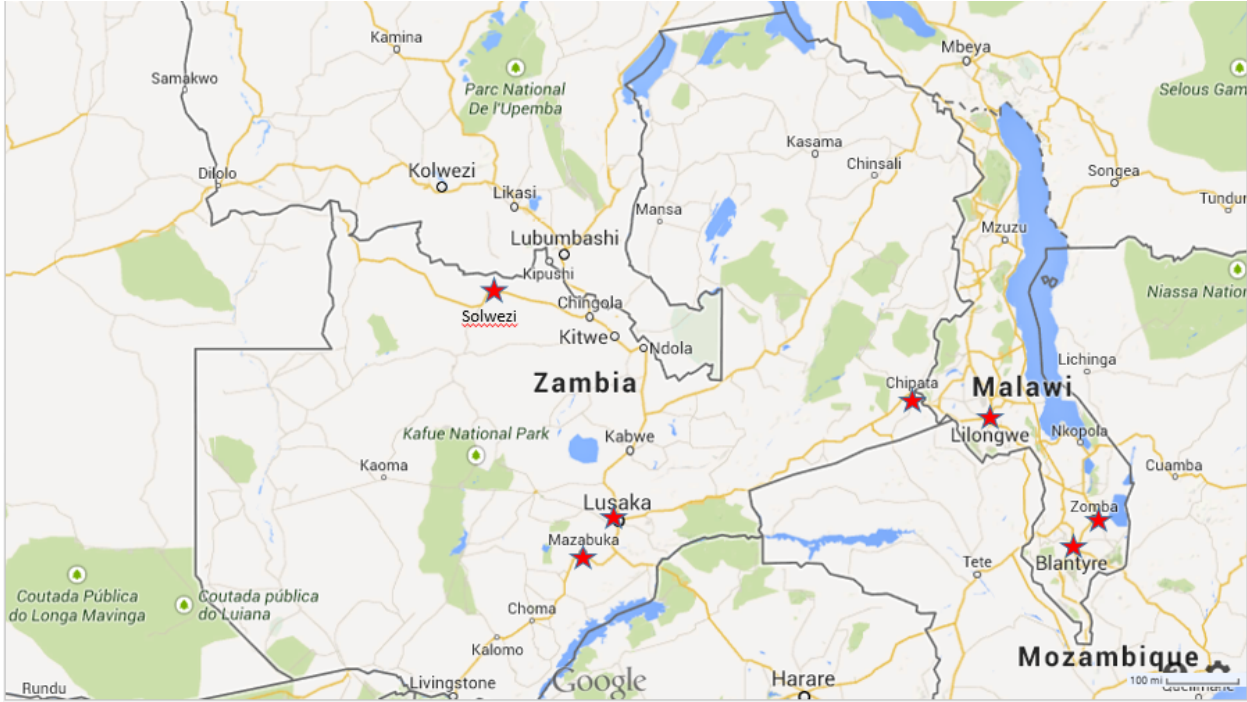 Kamina
Mbeya
Samakwo
Parc National
De l'Upemba
Selous Gam
Kasama
Chinsali
Dilolo
Kolwezi
Likasi
Songea
Tundur
Mansa
Mzuzu
Lubumbashi
Kipushi
Chingola
Niassa Nation
Solwezi
Kitwe
Ndola
Lichinga
Zambia
Chipata
Malawi
Kafue National Park
Kabwe
Lilongwe
Nkopola
Kaoma
Cuamba
Lusaka
Zomba
Mazabuka
Tete
Blantyre
Coutada Pública
do Longa Mavinga
Coutada pública
do Luiana
Choma
Kalomo
Mozambique
Google
Harare
100 mi
Rundu
Livingstone
Quelimane